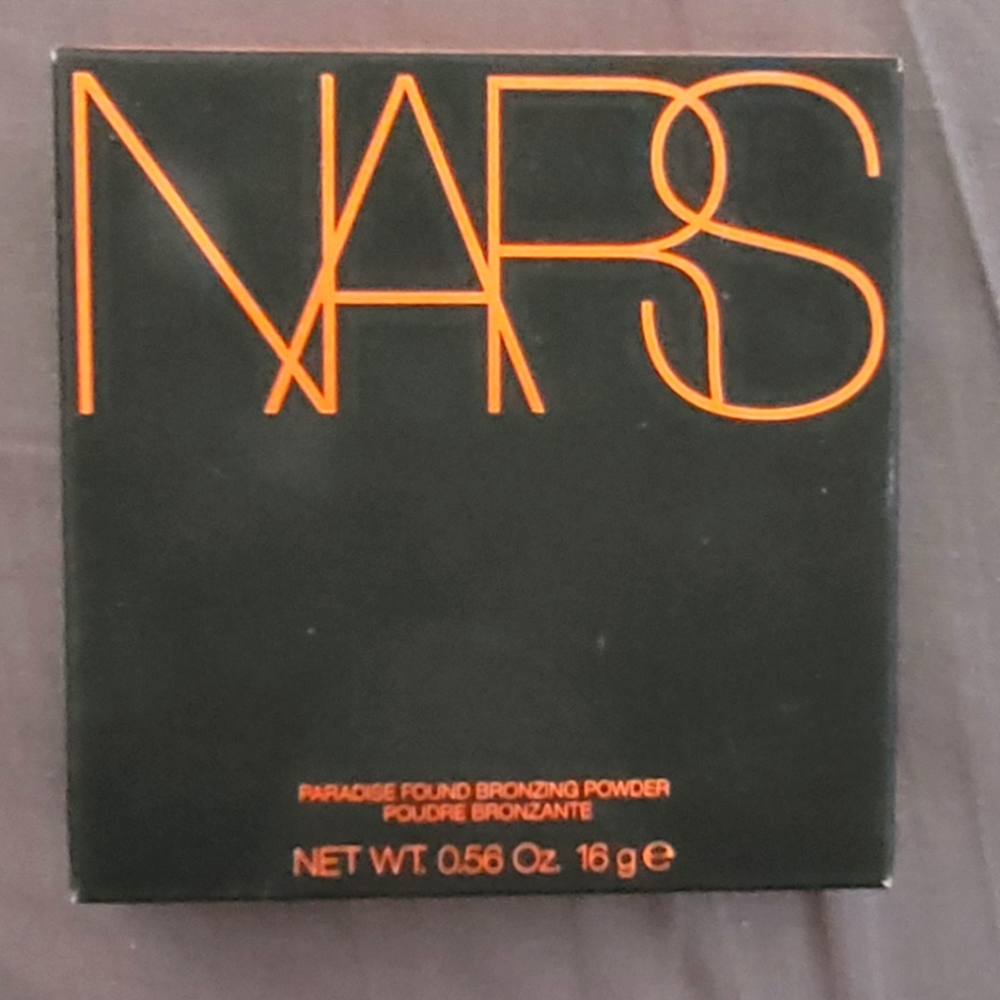 NARS
PARADISE FOUND BRONZING POWDER
POUDRE BRONZANTE
NET WT. 0.56 Oz. 16 g ℮